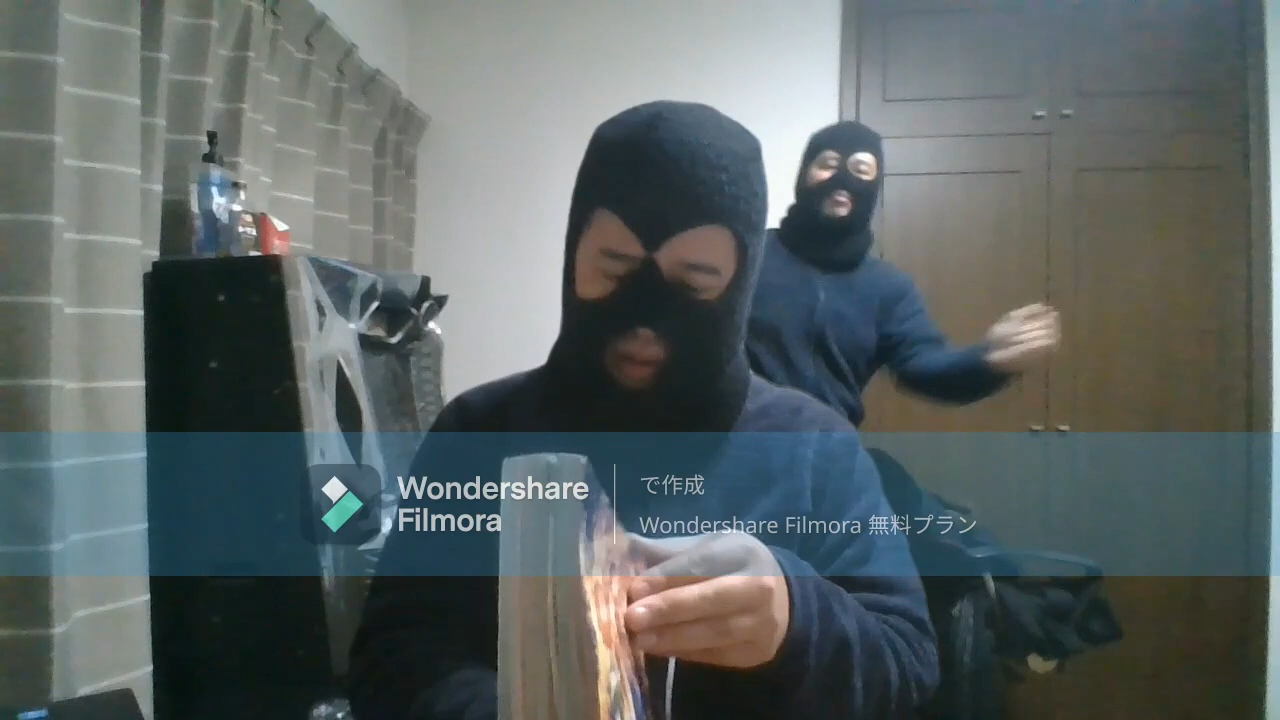 Wondershare
Filmora
で作成
Wondershare Filmora 無料プラン